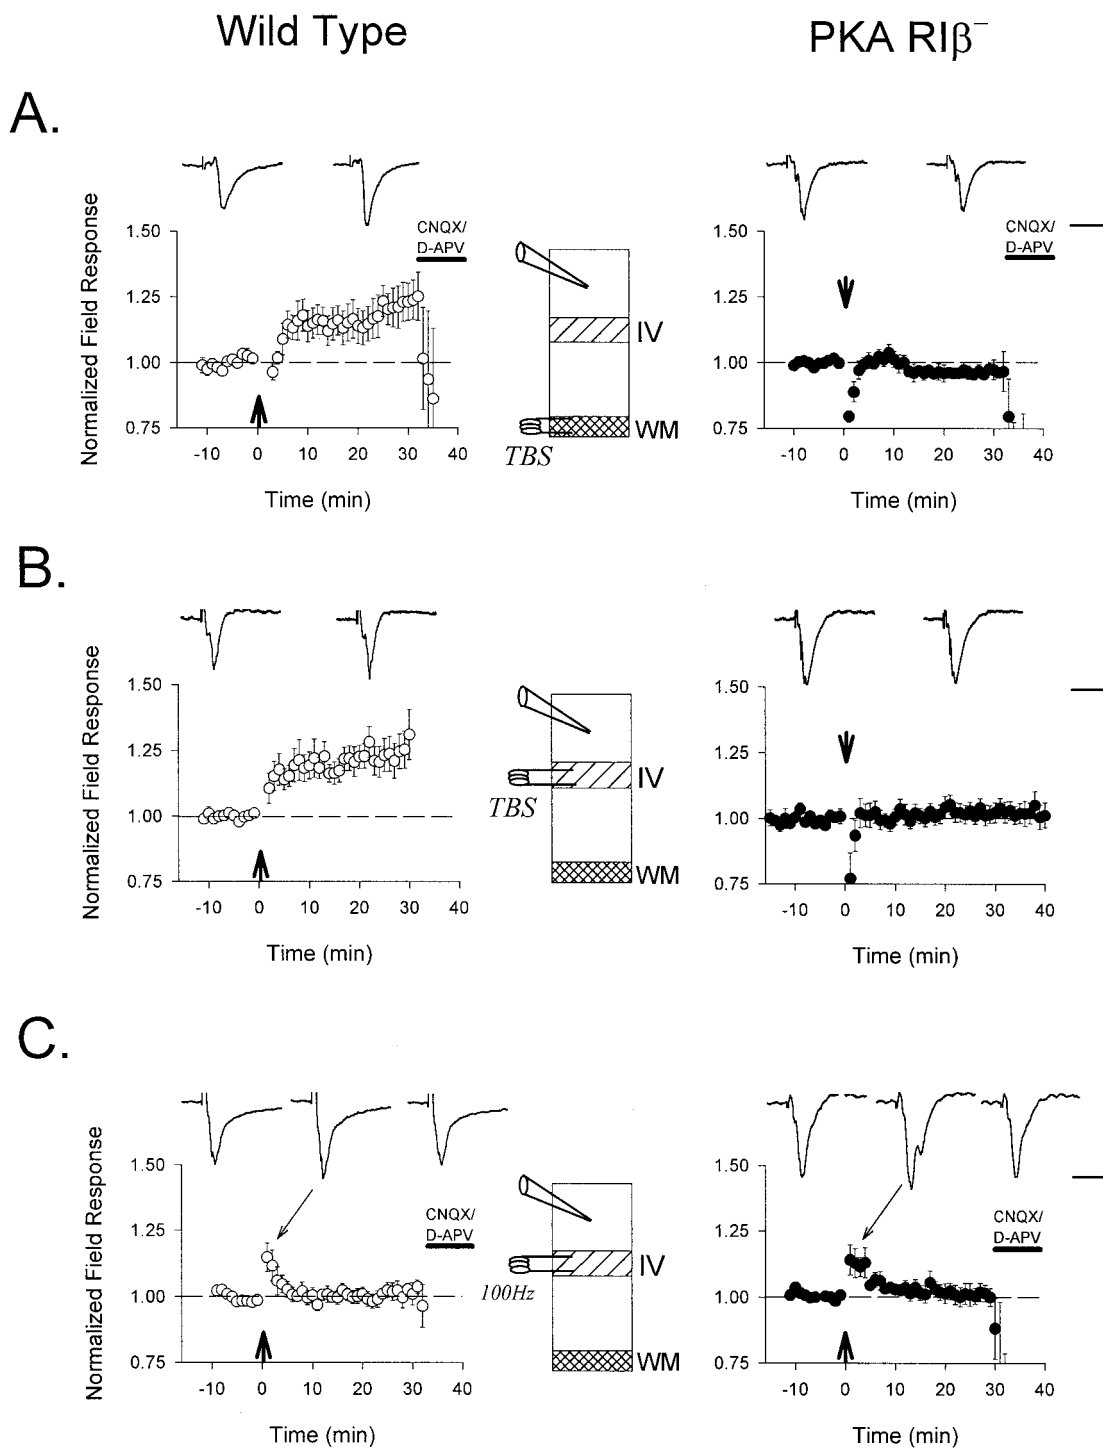 Wild Type
PKA RIβ⁻
A.
CNQX/
D-APV
1.50
1.25
1.00
0.75
Normalized Field Response
-10 0 10 20 30 40
Time (min)
IV
WM
TBS
CNQX/
D-APV
1.50
1.25
1.00
0.75
-10 0 10 20 30 40
Time (min)
B.
1.50
1.25
1.00
0.75
Normalized Field Response
-10 0 10 20 30 40
Time (min)
IV
TBS
WM
1.50
1.25
1.00
0.75
-10 0 10 20 30 40
Time (min)
C.
1.50
1.25
1.00
0.75
Normalized Field Response
CNQX/
D-APV
-10 0 10 20 30 40
Time (min)
IV
100Hz
WM
1.50
1.25
1.00
0.75
CNQX/
D-APV
-10 0 10 20 30 40
Time (min)